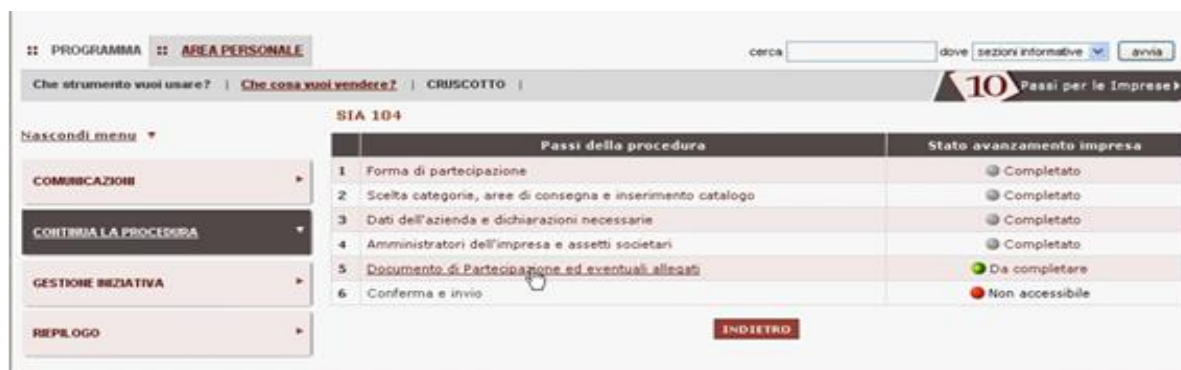 PROGRAMMA AREA PERSONALE cerca dove sezioni informative avvia
Che strumento vuoi usare? | Che cosa vuoi vendere? | CRUSCOTTO | 10 Passi per le Imprese
SIA 104
Nascondi menu
Passi della procedura Stato avanzamento impresa
COMUNICAZIONI
CONTINUA LA PROCEDURA
GESTIONE INIZIATIVA
RIEPILOGO
1 Forma di partecipazione Completato
2 Scelta categorie, aree di consegna e inserimento catalogo Completato
3 Dati dell'azienda e dichiarazioni necessarie Completato
4 Amministratori dell'impresa e assetti societari Completato
5 Documento di Partecipazione ed eventuali allegati Da completare
6 Conferma e invio Non accessibile
INDIETRO